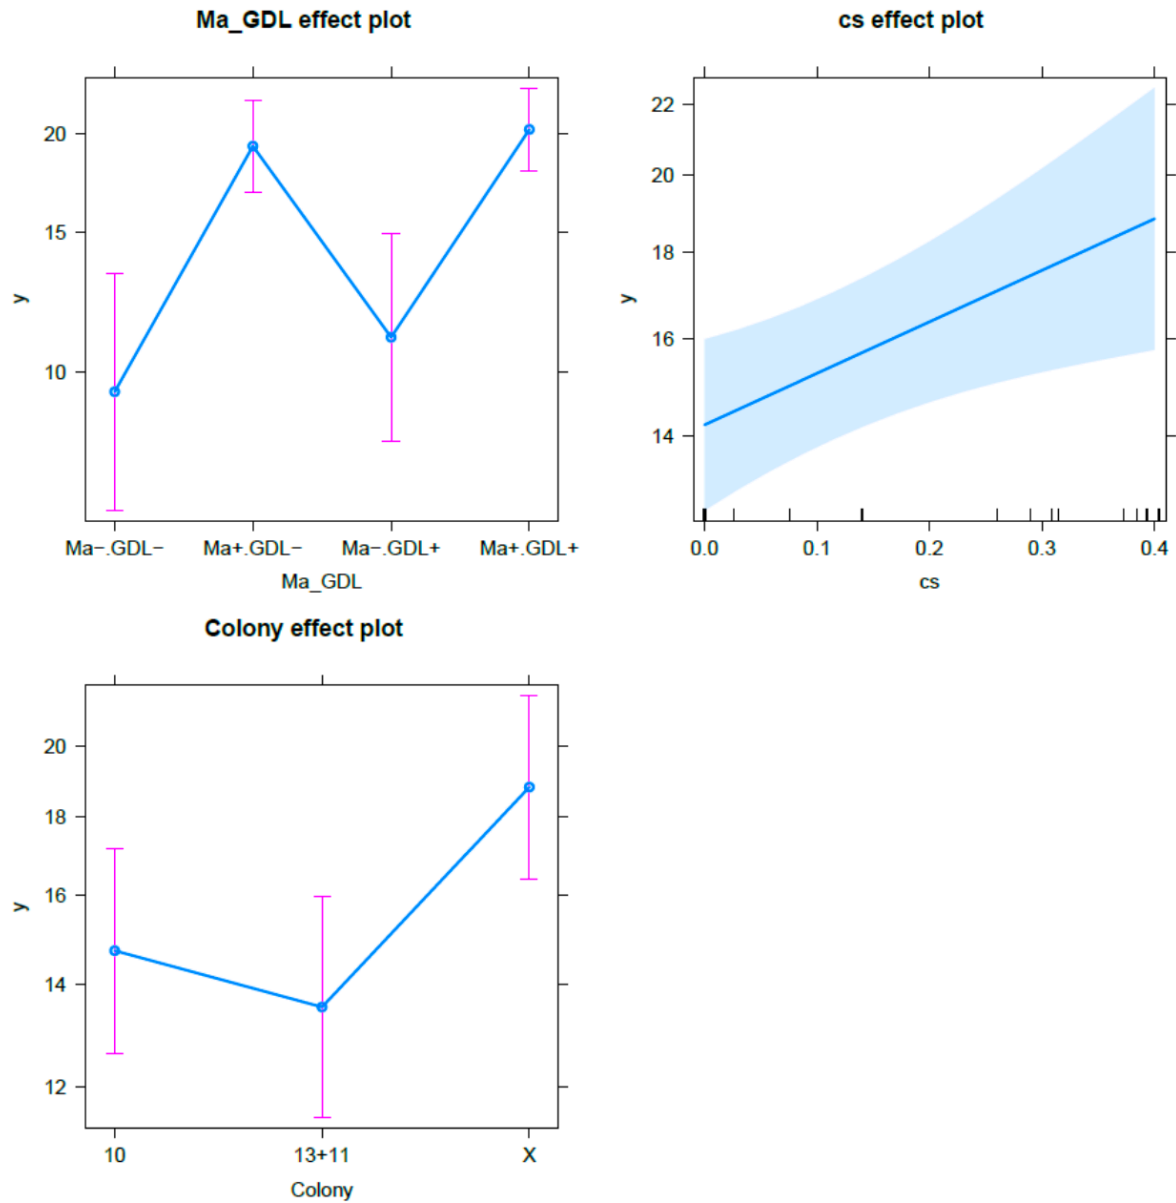 Ma_GDL effect plot
y
20
15
10
Ma−.GDL− Ma+.GDL− Ma−.GDL+ Ma+.GDL+
Ma_GDL
cs effect plot
y
22
20
18
16
14
0.0 0.1 0.2 0.3 0.4
cs
Colony effect plot
y
20
18
16
14
12
10 13+11 X
Colony